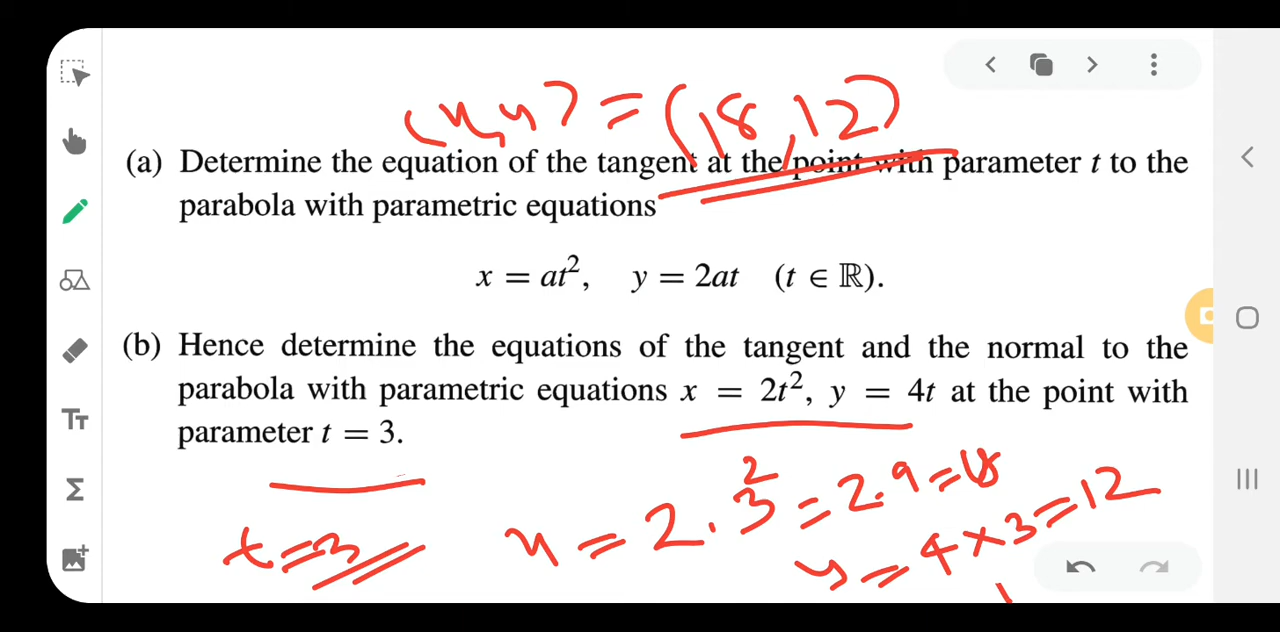 (x,y) = (18,12)
(a) Determine the equation of the tangent at the point with parameter t to the
parabola with parametric equations
x = at², y = 2at (t ∈ ℝ).
(b) Hence determine the equations of the tangent and the normal to the
parabola with parametric equations x = 2t², y = 4t at the point with
parameter t = 3.
t = 3
x = 2 . 3² = 2.9 = 18
y = 4 × 3 = 12